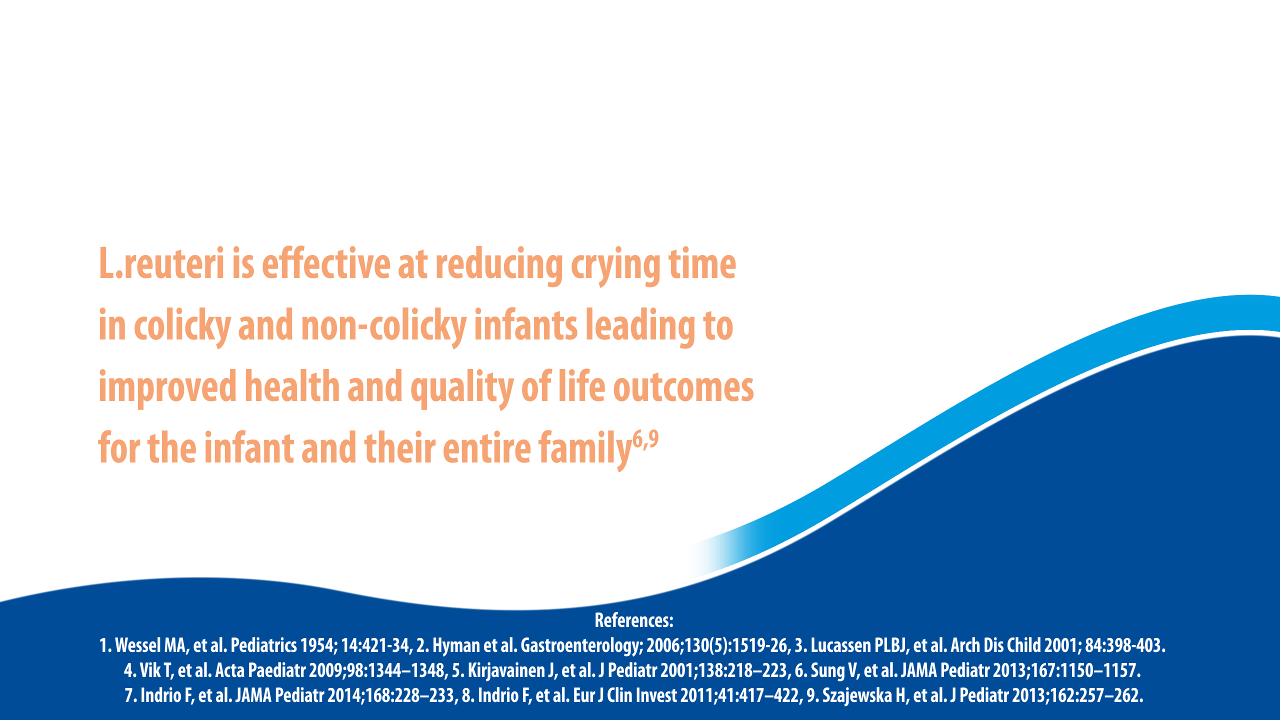 L.reuteri is effective at reducing crying time
in colicky and non-colicky infants leading to
improved health and quality of life outcomes
for the infant and their entire family6,9
References:
1. Wessel MA, et al. Pediatrics 1954; 14:421-34, 2. Hyman et al. Gastroenterology; 2006;130(5):1519-26, 3. Lucassen PLBJ, et al. Arch Dis Child 2001; 84:398-403.
4. Vik T, et al. Acta Paediatr 2009;98:1344–1348, 5. Kirjavainen J, et al. J Pediatr 2001;138:218–223, 6. Sung V, et al. JAMA Pediatr 2013;167:1150–1157.
7. Indrio F, et al. JAMA Pediatr 2014;168:228–233, 8. Indrio F, et al. Eur J Clin Invest 2011;41:417–422, 9. Szajewska H, et al. J Pediatr 2013;162:257–262.